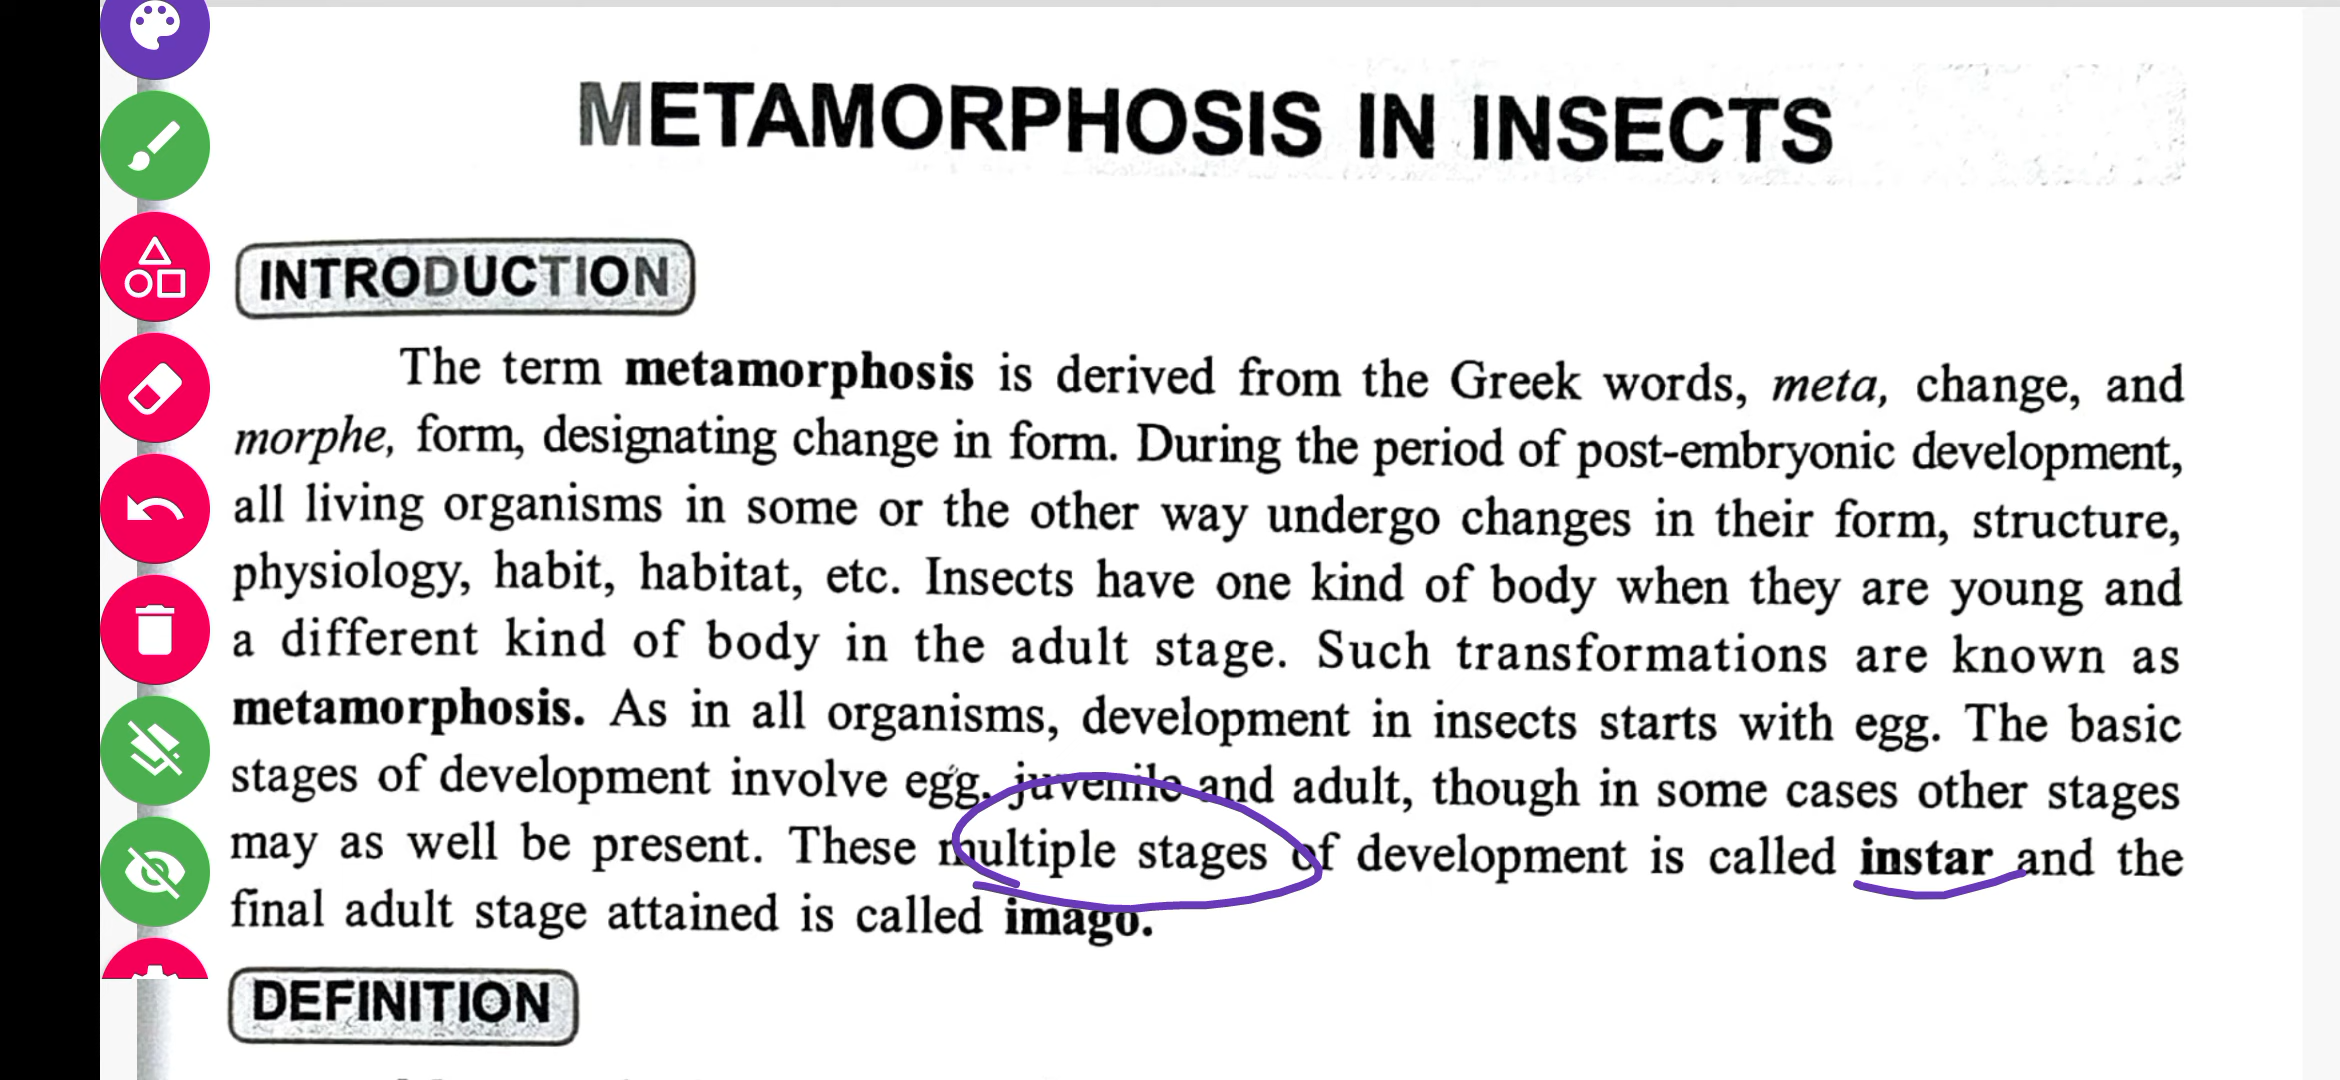 METAMORPHOSIS IN INSECTS
INTRODUCTION
The term metamorphosis is derived from the Greek words, meta, change, and
morphe, form, designating change in form. During the period of post-embryonic development,
all living organisms in some or the other way undergo changes in their form, structure,
physiology, habit, habitat, etc. Insects have one kind of body when they are young and
a different kind of body in the adult stage. Such transformations are known as
metamorphosis. As in all organisms, development in insects starts with egg. The basic
stages of development involve egg, juvenile and adult, though in some cases other stages
may as well be present. These multiple stages of development is called instar and the
final adult stage attained is called imago.
DEFINITION